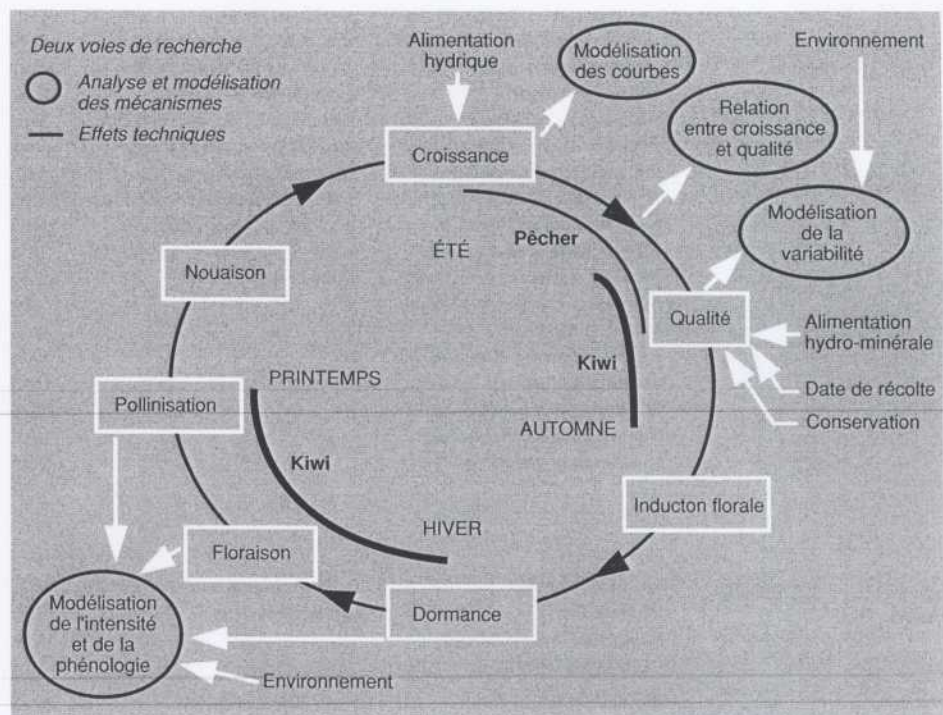 Deux voies de recherche
Analyse et modélisation
des mécanismes
Effets techniques
Alimentation
hydrique
Modélisation
des courbes
Environnement
Relation
entre croissance
et qualité
Croissance
Modélisation
de la
variabilité
Pêcher
ÉTÉ
Nouaison
Qualité
Alimentation
hydro-minérale
Kiwi
Date de récolte
PRINTEMPS
Pollinisation
Conservation
AUTOMNE
Kiwi
Inducton florale
HIVER
Floraison
Dormance
Modélisation
de l'intensité
et de la
phénologie
Environnement